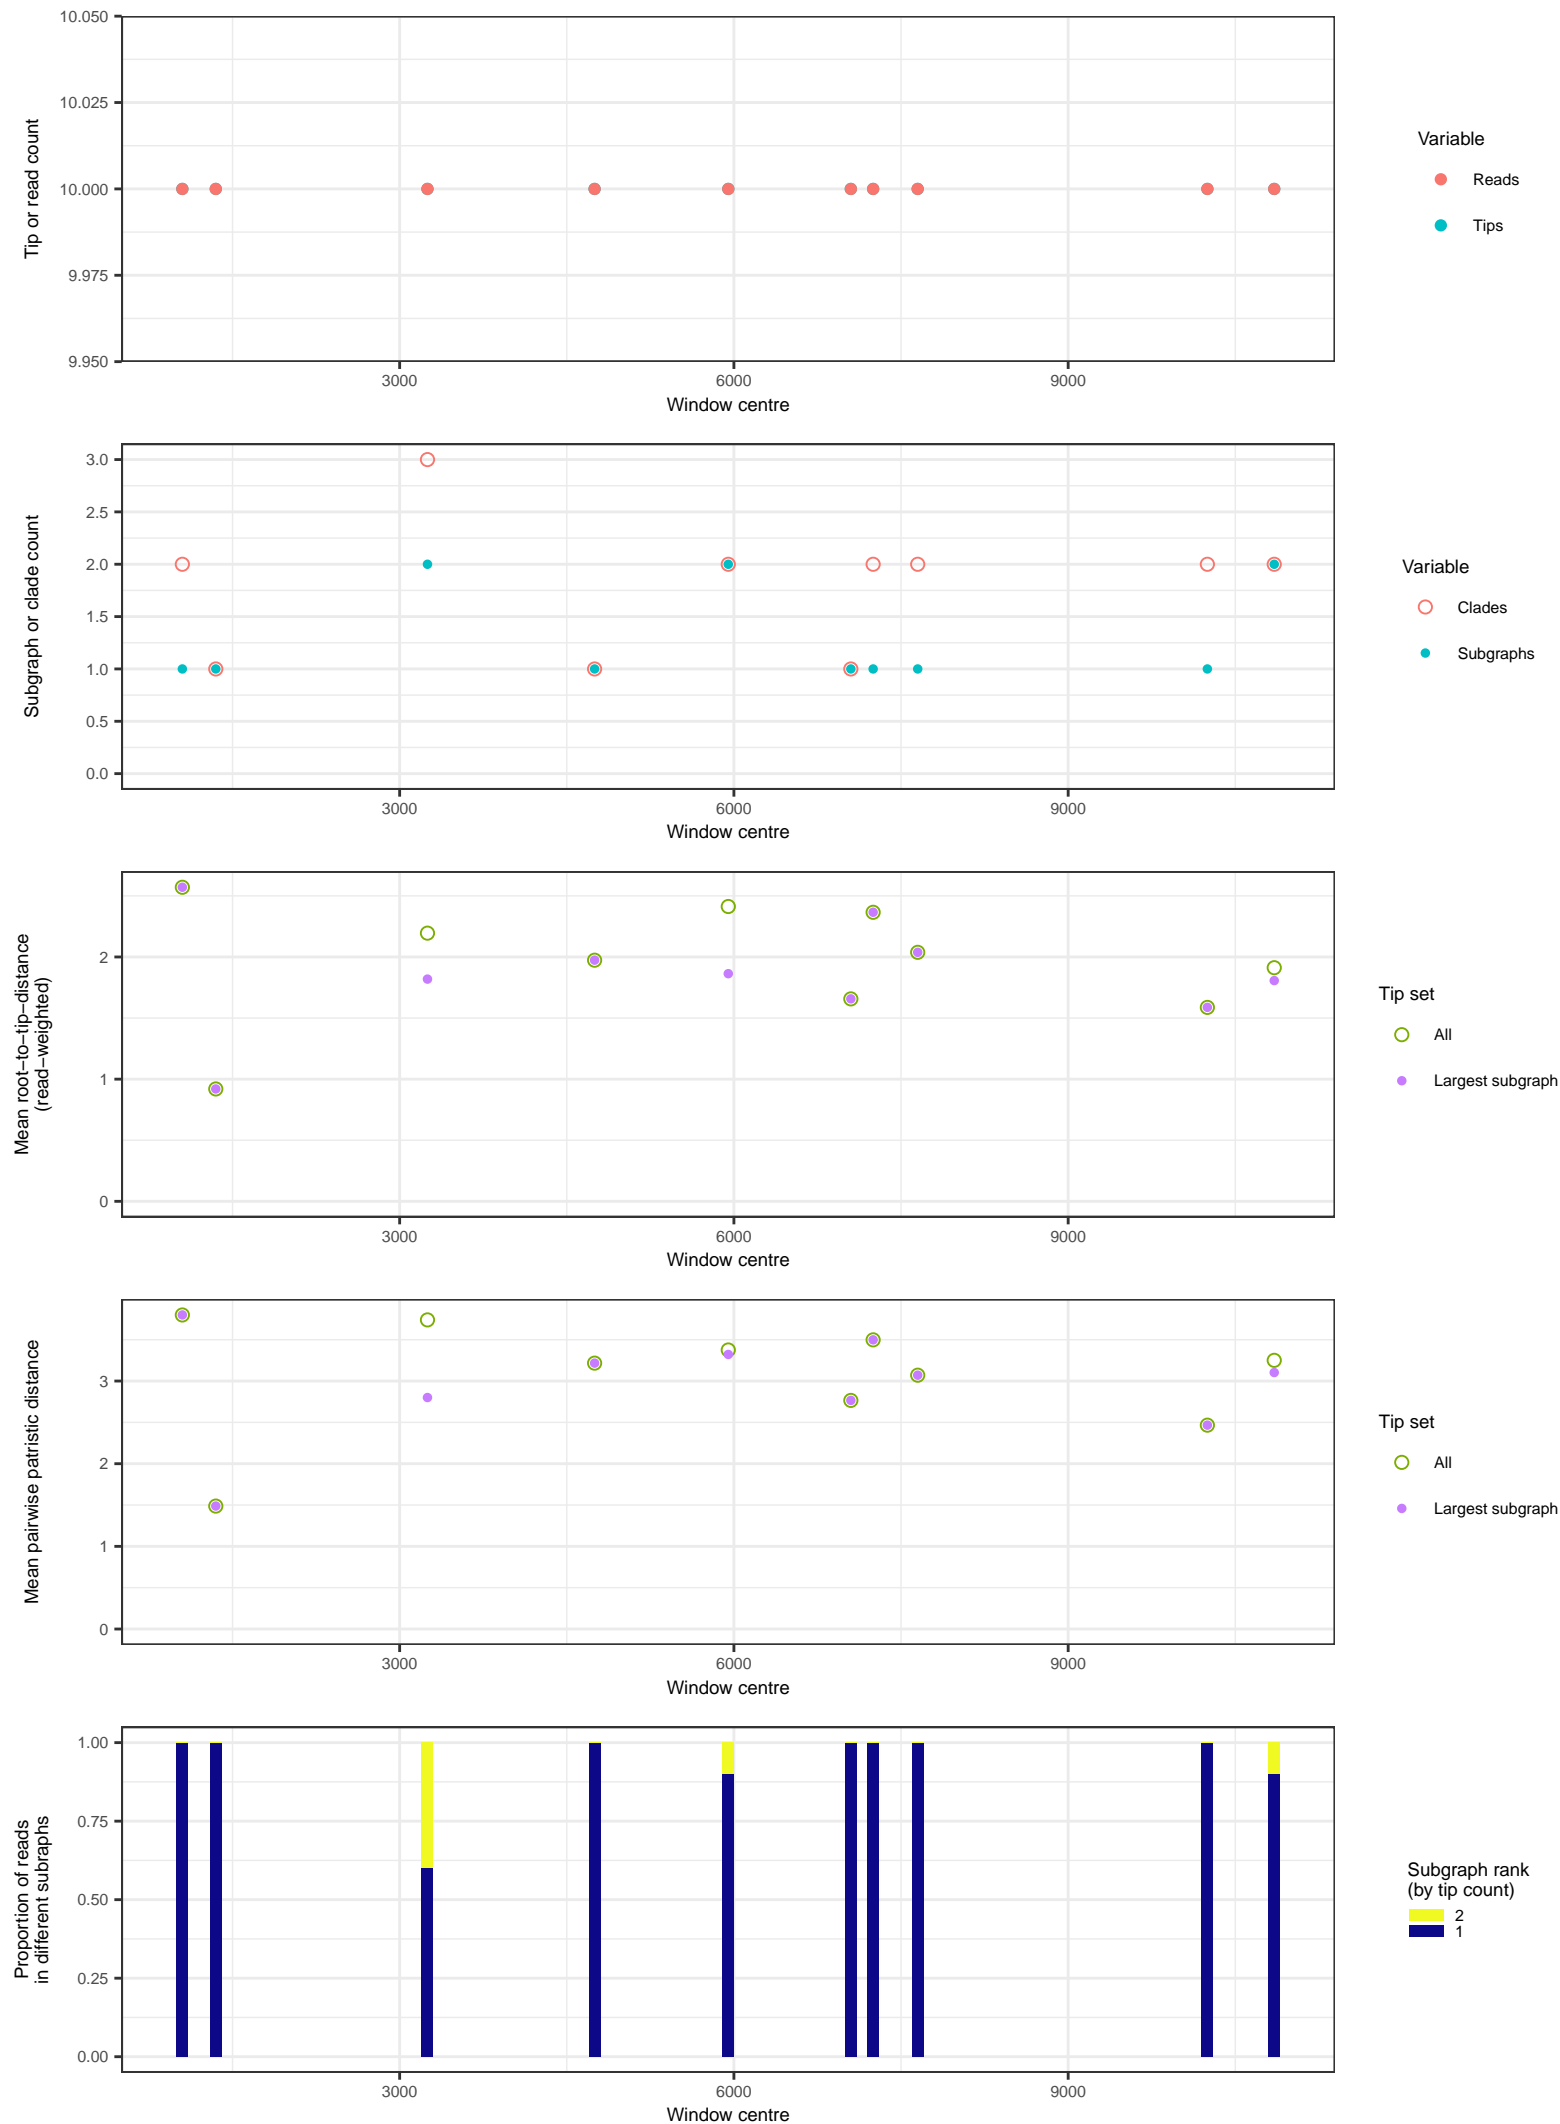 10.050
10.025
10.000
9.975
9.950
Tip or read count
3000
6000
9000
Window centre
Variable
Reads
Tips
3.0
2.5
2.0
1.5
1.0
0.5
0.0
Subgraph or clade count
3000
6000
9000
Window centre
Variable
Clades
Subgraphs
2
1
0
Mean root−to−tip−distance
(read−weighted)
3000
6000
9000
Window centre
Tip set
All
Largest subgraph
3
2
1
0
Mean pairwise patristic distance
3000
6000
9000
Window centre
Tip set
All
Largest subgraph
1.00
0.75
0.50
0.25
0.00
Proportion of reads
in different subraphs
3000
6000
9000
Window centre
Subgraph rank
(by tip count)
2
1